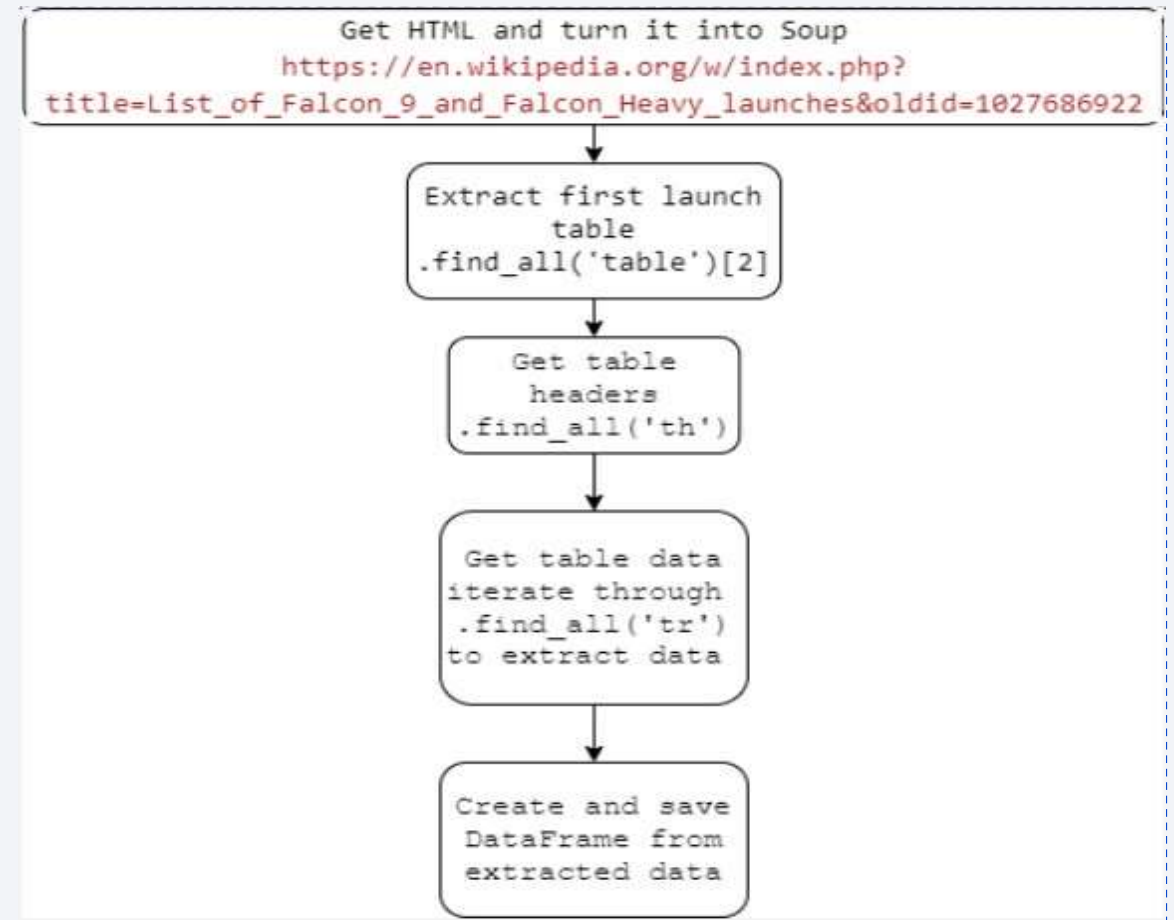 Get HTML and turn it into Soup
https://en.wikipedia.org/w/index.php?
title=List_of_Falcon_9_and_Falcon_Heavy_launches&oldid=1027686922
Extract first launch
table
.find_all('table')[2]
Get table
headers
.find_all('th')
Get table data
iterate through
.find_all('tr')
to extract data
Create and save
DataFrame from
extracted data